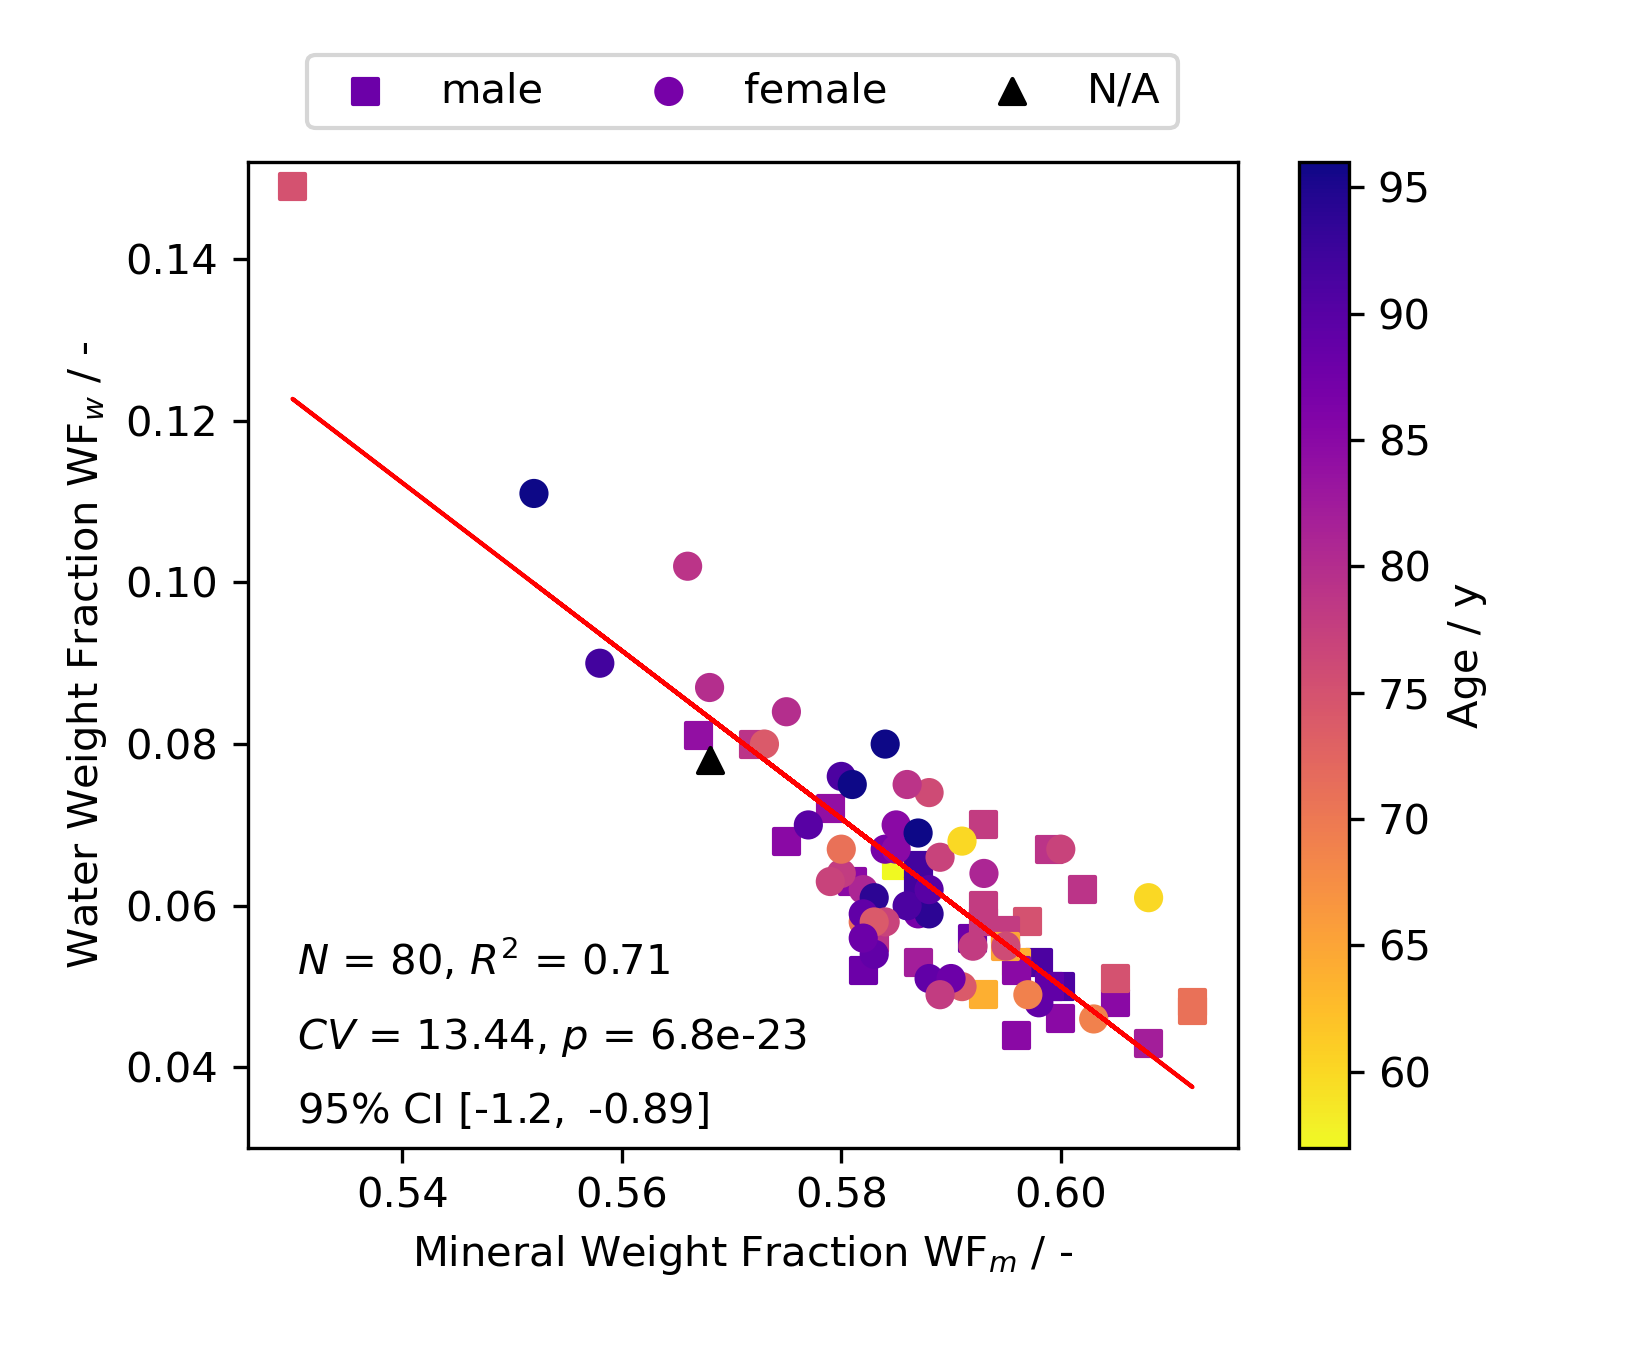 male female N/A
0.14
0.12
0.10
0.08
0.06
0.04
Water Weight Fraction WF_w / -
N = 80, R² = 0.71
CV = 13.44, p = 6.8e-23
95% CI [-1.2, -0.89]
0.54 0.56 0.58 0.60
Mineral Weight Fraction WF_m / -
95
90
85
80
75
70
65
60
Age / y